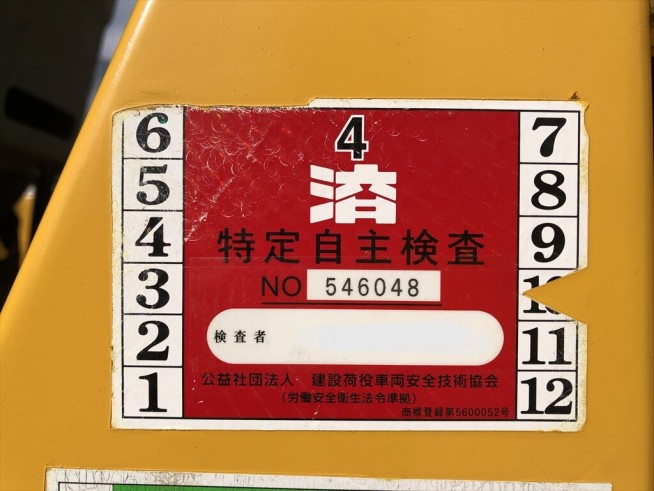 4
済
特定自主検査
NO 546048
検査者
公益社団法人 建設荷役車両安全技術協会
(労働安全衛生法令準拠)
商標登録第5600052号
6
5
4
3
2
1
7
8
9
11
12